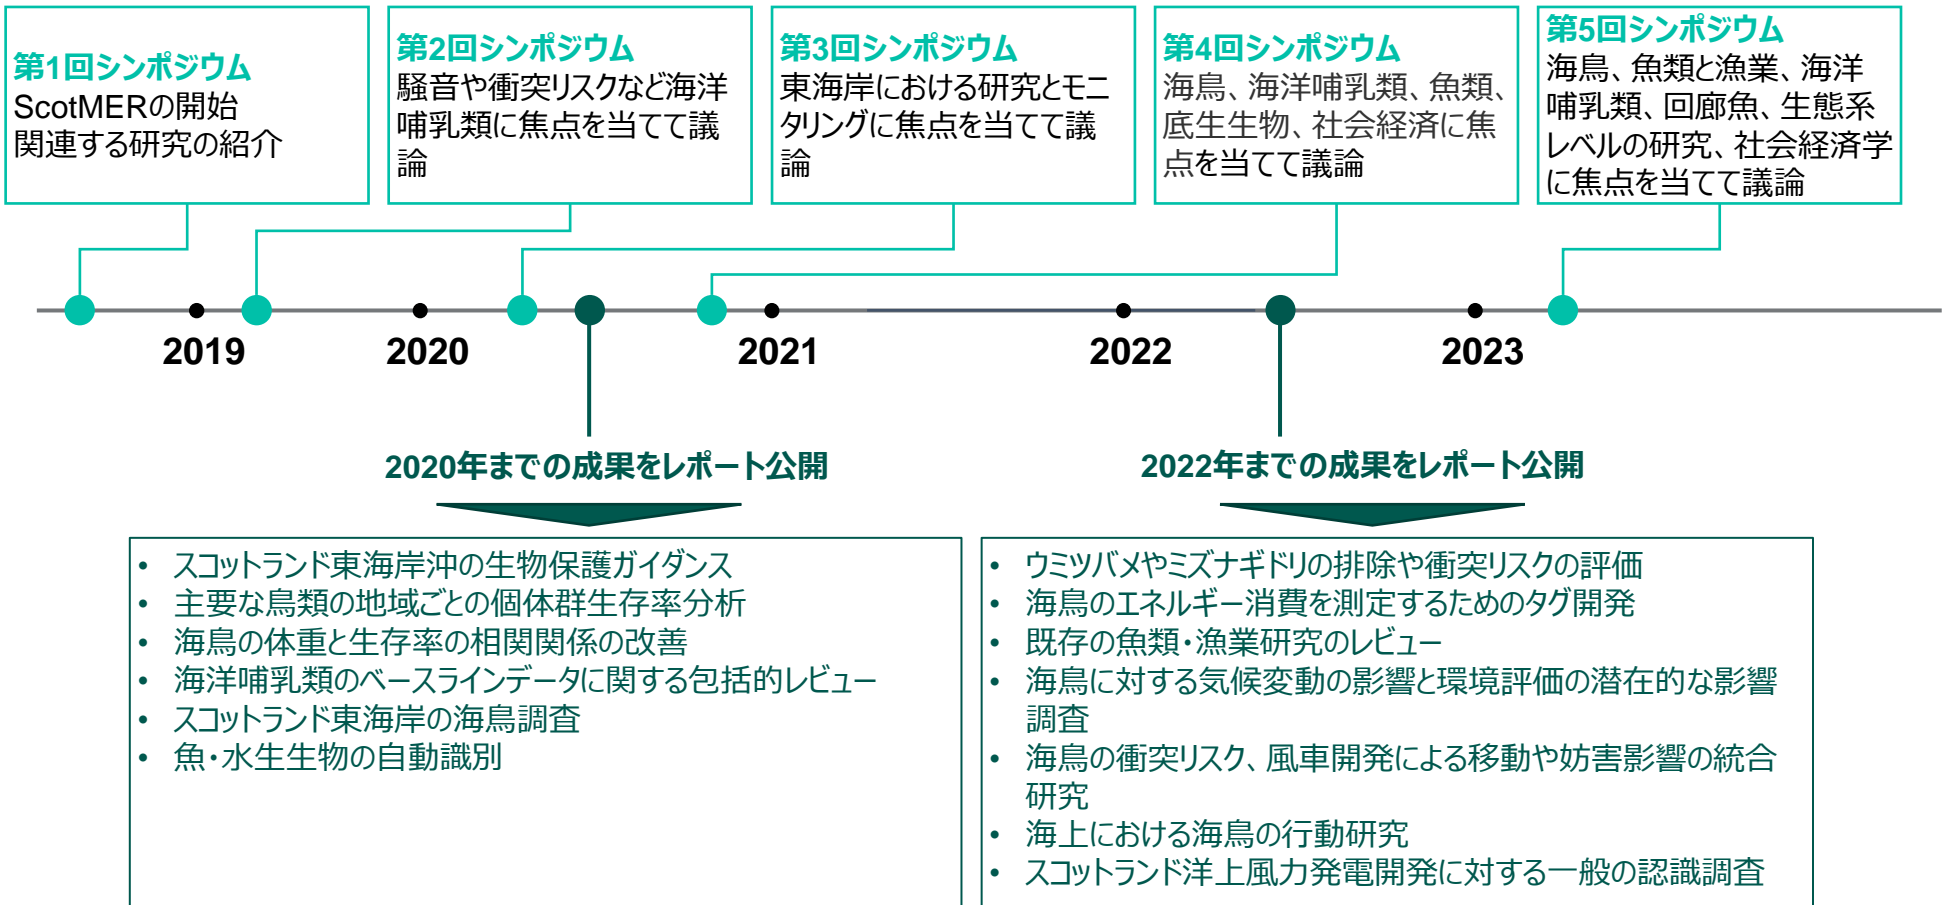 第1回シンポジウム
ScotMERの開始
関連する研究の紹介
第2回シンポジウム
騒音や衝突リスクなど海洋
哺乳類に焦点を当てて議
論
第3回シンポジウム
東海岸における研究とモニ
タリングに焦点を当てて議
論
第4回シンポジウム
海鳥、海洋哺乳類、魚類、
底生生物、社会経済に焦
点を当てて議論
第5回シンポジウム
海鳥、魚類と漁業、海洋
哺乳類、回廊魚、生態系
レベルの研究、社会経済学
に焦点を当てて議論
2019
2020
2021
2022
2023
2020年までの成果をレポート公開
2022年までの成果をレポート公開
• スコットランド東海岸沖の生物保護ガイダンス
• 主要な鳥類の地域ごとの個体群生存率分析
• 海鳥の体重と生存率の相関関係の改善
• 海洋哺乳類のベースラインデータに関する包括的レビュー
• スコットランド東海岸の海鳥調査
• 魚・水生生物の自動識別
• ウミツバメやミズナギドリの排除や衝突リスクの評価
• 海鳥のエネルギー消費を測定するためのタグ開発
• 既存の魚類・漁業研究のレビュー
• 海鳥に対する気候変動の影響と環境評価の潜在的な影響
調査
• 海鳥の衝突リスク、風車開発による移動や妨害影響の統合
研究
• 海上における海鳥の行動研究
• スコットランド洋上風力発電開発に対する一般の認識調査